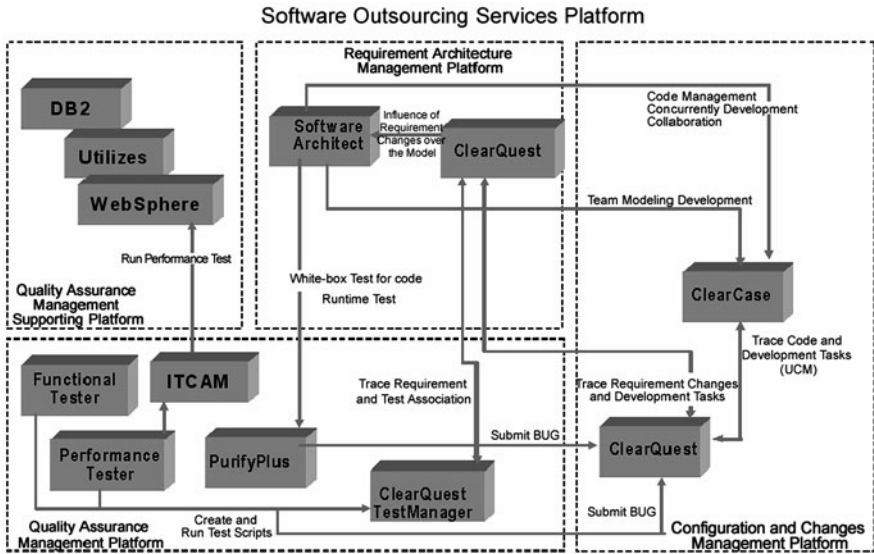 Software Outsourcing Services Platform
Requirement Architecture
Management Platform
DB2
Utilizes
WebSphere
Run Performance Test
Quality Assurance
Management
Supporting Platform
Software
Architect
Influence of
Requirement
Changes over
the Model
ClearQuest
Code Management
Concurrently Development
Collaboration
Team Modeling Development
White-box Test for code
Runtime Test
ClearCase
Trace Code and
Development Tasks
(UCM)
Functional
Tester
ITCAM
Trace Requirement
and Test Association
Trace Requirement Changes
and Development Tasks
Performance
Tester
PurifyPlus
Submit BUG
ClearQuest
ClearQuest
TestManager
Create and
Run Test Scripts
Submit BUG
Quality Assurance
Management Platform
Configuration and Changes
Management Platform